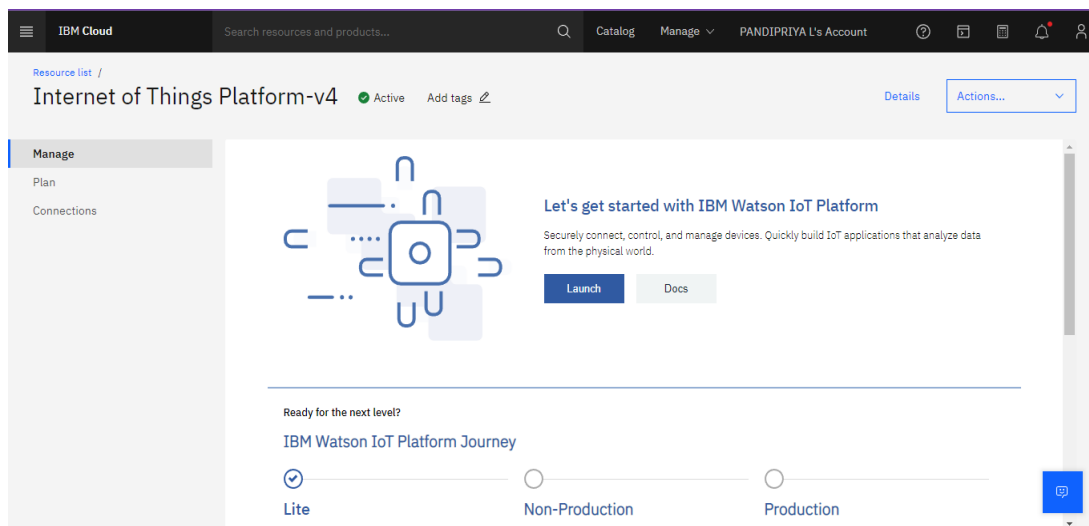 IBM Cloud
Search resources and products...
Catalog
Manage
PANDIPRIYA L's Account
Resource list /
Internet of Things Platform-v4
Active
Add tags
Details
Actions...
Manage
Plan
Connections
Let's get started with IBM Watson IoT Platform
Securely connect, control, and manage devices. Quickly build IoT applications that analyze data
from the physical world.
Launch
Docs
Ready for the next level?
IBM Watson IoT Platform Journey
Lite
Non-Production
Production